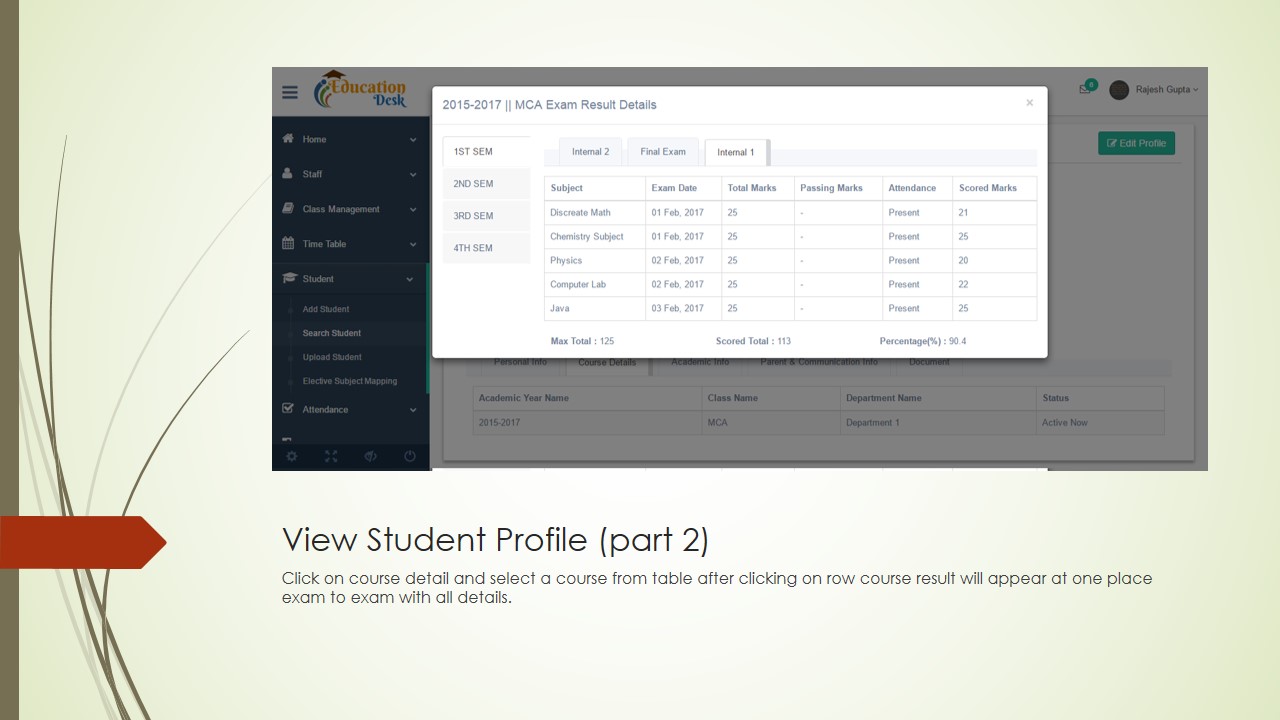 Education
Desk
6
Rajesh Gupta
Edit Profile
Home
Staff
Class Management
Time Table
Student
Add Student
Search Student
Upload Student
Elective Subject Mapping
Attendance
2015-2017 || MCA Exam Result Details
×
1ST SEM
2ND SEM
3RD SEM
4TH SEM
Internal 2 Final Exam Internal 1
Subject Exam Date Total Marks Passing Marks Attendance Scored Marks
Discreate Math 01 Feb, 2017 25 - Present 21
Chemistry Subject 01 Feb, 2017 25 - Present 25
Physics 02 Feb, 2017 25 - Present 20
Computer Lab 02 Feb, 2017 25 - Present 22
Java 03 Feb, 2017 25 - Present 25
Max Total : 125 Scored Total : 113 Percentage(%) : 90.4
Personal Info Course Details Academic Info Parent & Communication Info Document
Academic Year Name Class Name Department Name Status
2015-2017 MCA Department 1 Active Now
View Student Profile (part 2)
Click on course detail and select a course from table after clicking on row course result will appear at one place
exam to exam with all details.